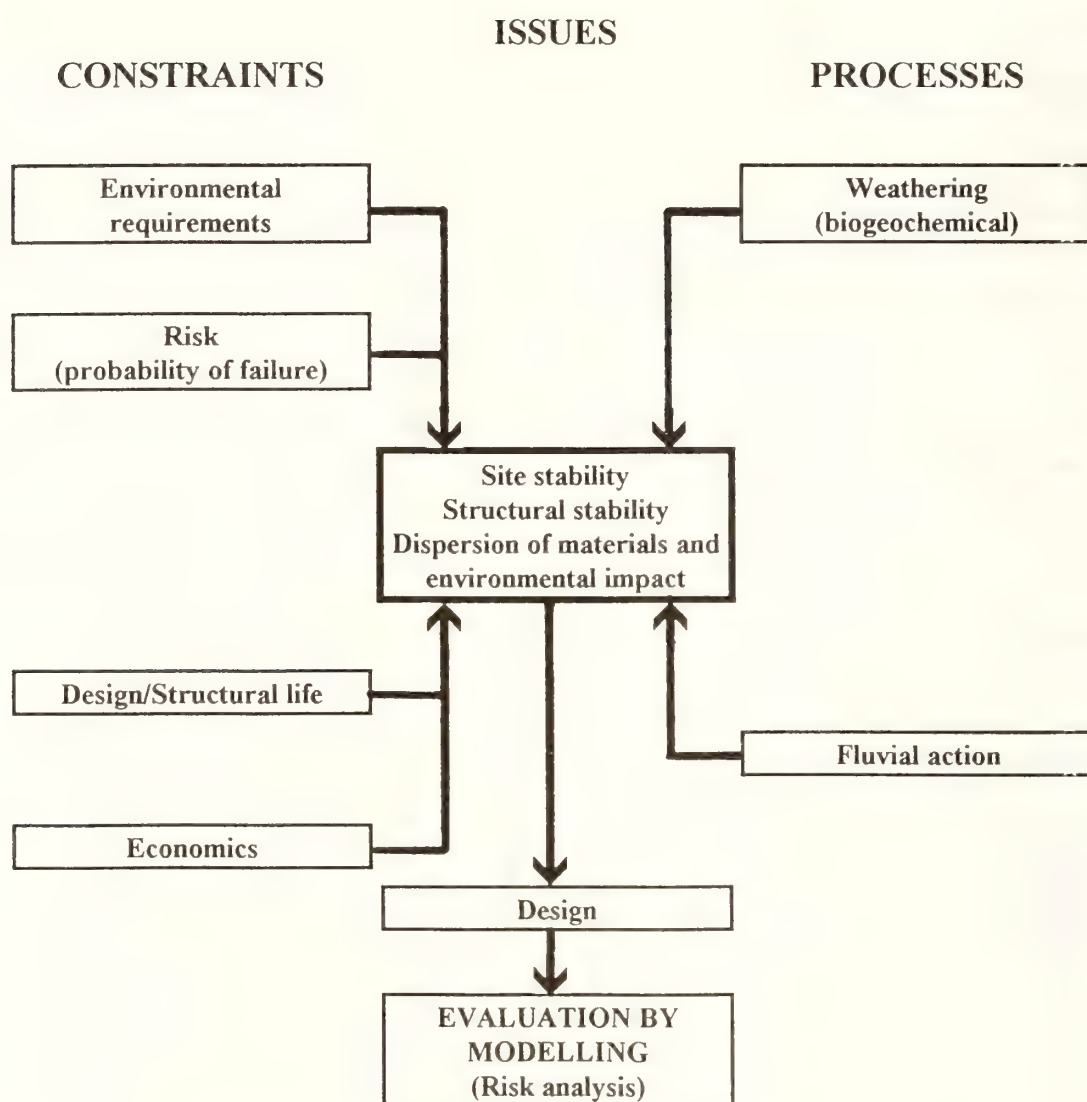 ISSUES
CONSTRAINTS
PROCESSES
Environmental
requirements
Weathering
(biogeochemical)
Risk
(probability of failure)
Site stability
Structural stability
Dispersion of materials and
environmental impact
Design/Structural life
Fluvial action
Economics
Design
EVALUATION BY
MODELLING
(Risk analysis)